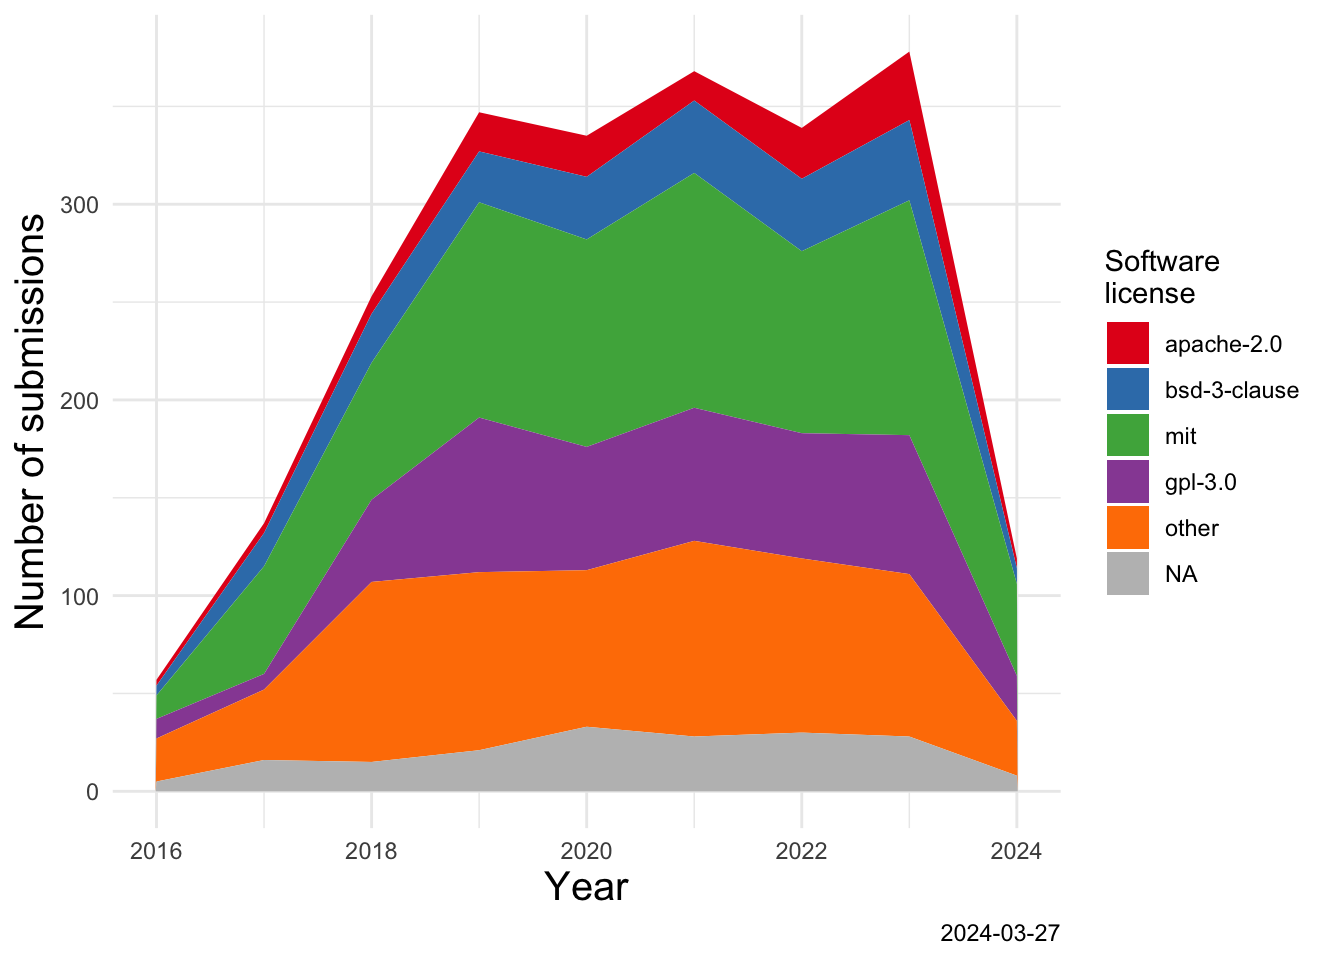 Number of submissions
300
200
100
0
2016 2018 2020 2022 2024
Year
Software
license
apache-2.0
bsd-3-clause
mit
gpl-3.0
other
NA
2024-03-27